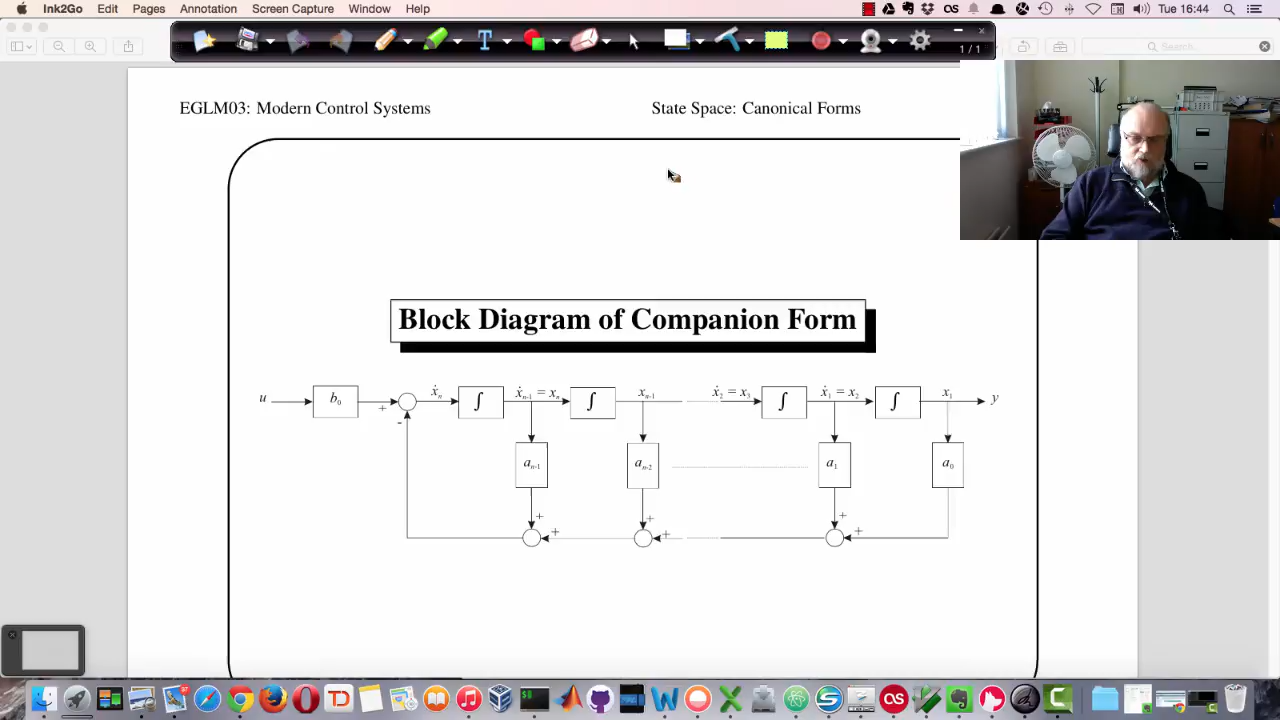 Ink2Go Edit Pages Annotation Screen Capture Window Help Tue 16:44
1 / 1
Search...
EGLM03: Modern Control Systems State Space: Canonical Forms
Block Diagram of Companion Form
u b₀ + - ẋₙ ∫ ẋₙ₋₁ = xₙ ∫ xₙ₋₁ ẋ₂ = x₃ ∫ ẋ₁ = x₂ ∫ x₁ y
aₙ₋₁ aₙ₋₂ a₁ a₀
+ + + + + +